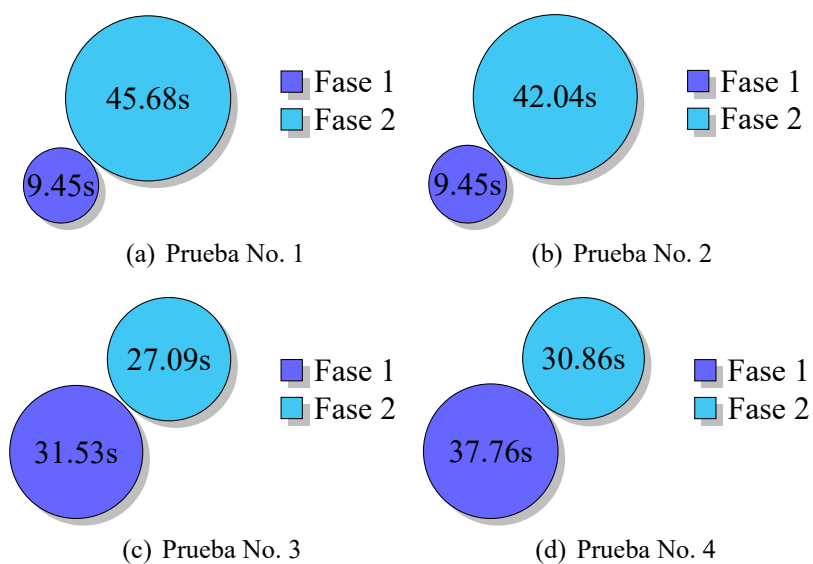 45.68s
9.45s
Fase 1
Fase 2
(a) Prueba No. 1
42.04s
9.45s
Fase 1
Fase 2
(b) Prueba No. 2
27.09s
31.53s
Fase 1
Fase 2
(c) Prueba No. 3
30.86s
37.76s
Fase 1
Fase 2
(d) Prueba No. 4